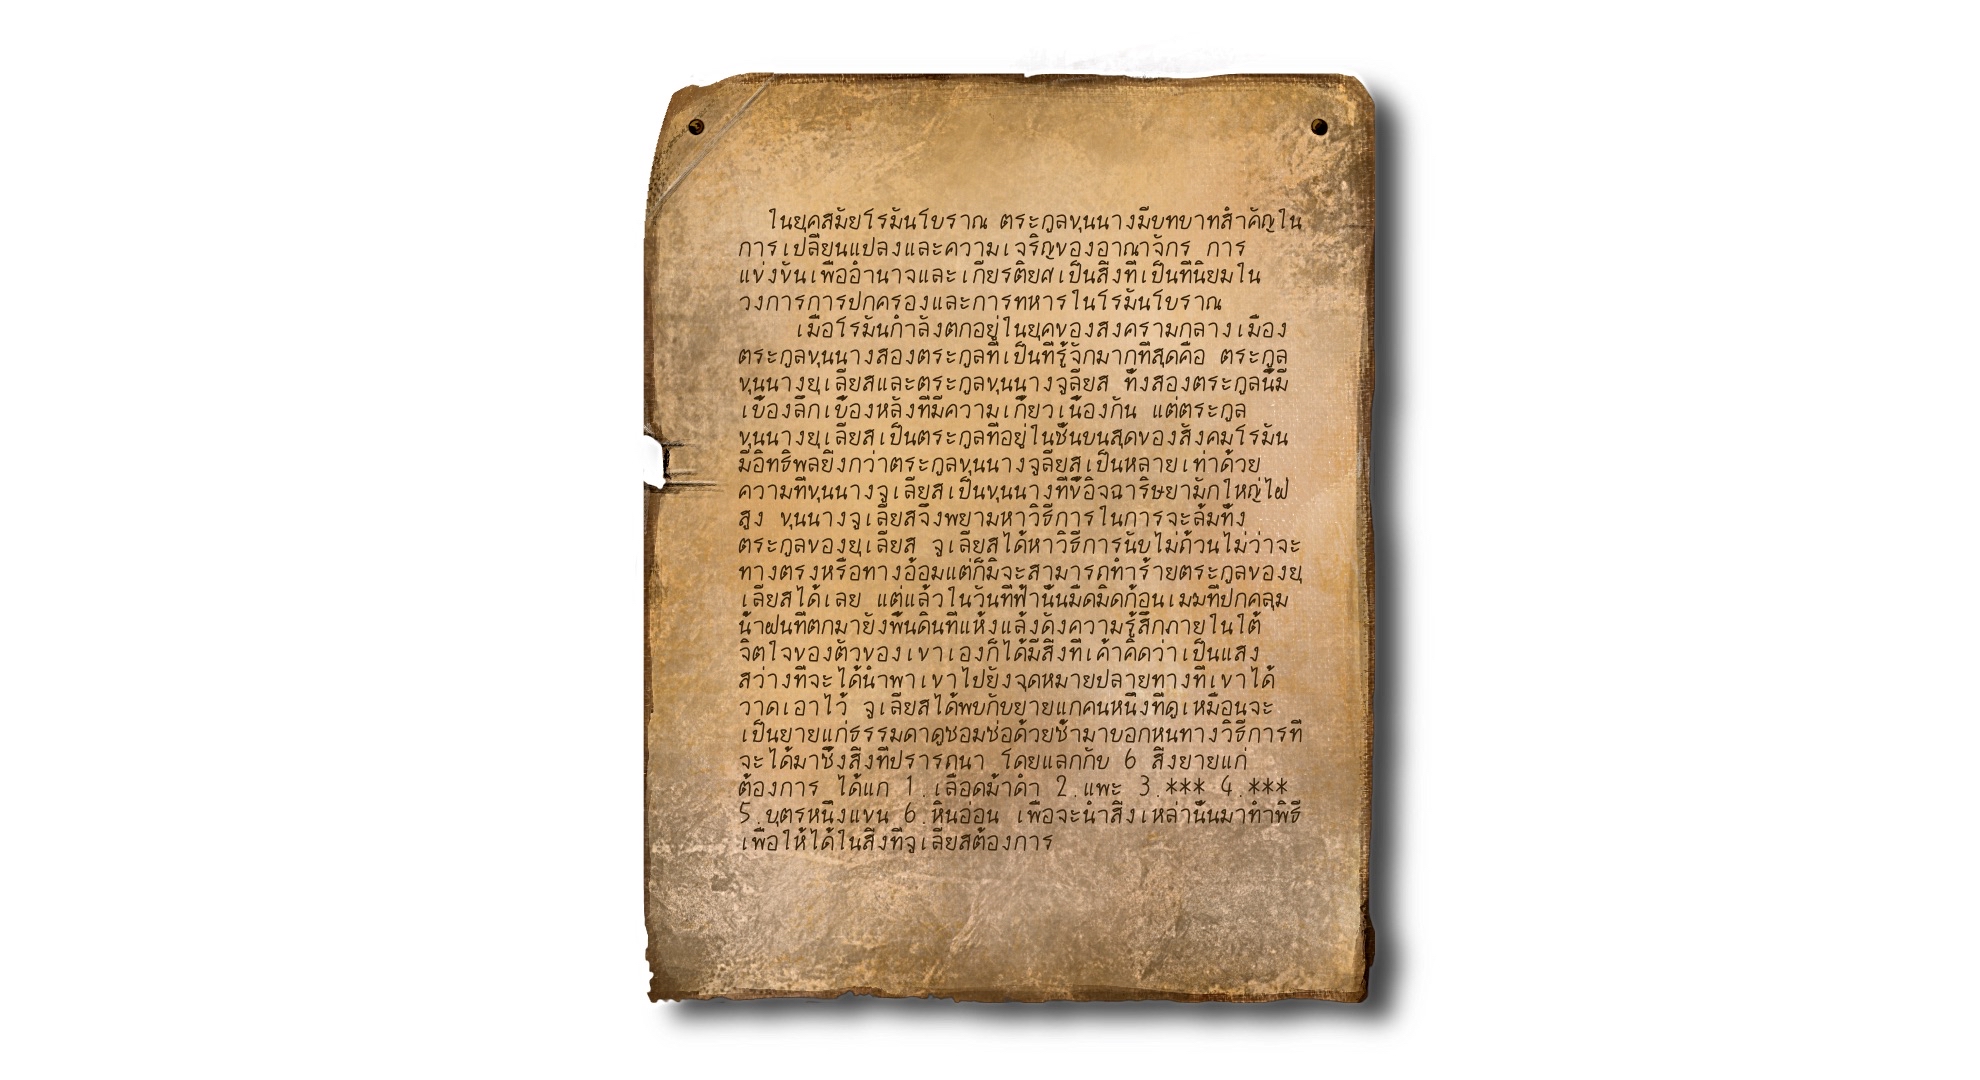 ในยุคสมัยโรมันโบราณ ตระกูลขุนนางมีบทบาทสำคัญใน
การเปลี่ยนแปลงและความเจริญของอาณาจักร การ
แข่งขันเพื่ออำนาจและเกียรติยศเป็นสิ่งที่เป็นที่นิยมใน
วงการการปกครองและการทหารในโรมันโบราณ
เมื่อโรมันกำลังตกอยู่ในยุคของสงครามกลางเมือง
ตระกูลขุนนางสองตระกูลที่เป็นที่รู้จักมากที่สุดคือ ตระกูล
ขุนนางยูเลียสและตระกูลขุนนางจูเลียส ทั้งสองตระกูลนี้มี
เบื้องลึกเบื้องหลังที่มีความเกี่ยวเนื่องกัน แต่ตระกูล
ขุนนางยูเลียสเป็นตระกูลที่อยู่ในชั้นบนสุดของสังคมโรมัน
มีอิทธิพลยิ่งกว่าตระกูลขุนนางจูเลียสเป็นหลายเท่าด้วย
ความที่ขุนนางจูเลียสเป็นขุนนางที่ขี้อิจฉาริษยามักใหญ่ไฝ่
สูง ขุนนางจูเลียสจึงพยามหาวิธีการในการจะล้มทั้ง
ตระกูลของยูเลียส จูเลียสได้หาวิธีการนับไม่ถ้วนไม่ว่าจะ
ทางตรงหรือทางอ้อมแต่ก็มิจะสามารถทำร้ายตระกูลของยู
เลียสได้เลย แต่แล้วในวันที่ฟ้านั้นมืดมิดก้อนเมมที่ปกคลุม
น้ำฝนที่ตกมายังพื้นดินที่แห้งแล้งดั่งความรู้สึกภายในใต้
จิตใจของตัวของเขาเองก็ได้มีสิ่งที่เค้าคิดว่าเป็นแสง
สว่างที่จะได้นำพาเขาไปยังจุดหมายปลายทางที่เขาได้
วาดเอาไว้ จูเลียสได้พบกับยายแก่คนหนึ่งที่ดูเหมือนจะ
เป็นยายแก่ธรรมดาดูซอมซ่อด้วยซ้ำมาบอกหนทางวิธีการที่
จะได้มาซึ่งสิ่งที่ปรารถนา โดยแลกกับ 6 สิ่งยายแก่
ต้องการ ได้แก่ 1.เลือดม้าดำ 2.แพะ 3.*** 4.***
5.บุตรหนึ่งแขน 6.หินอ่อน เพื่อจะนำสิ่งเหล่านั้นมาทำพิธี
เพื่อให้ได้ในสิ่งที่จูเลียสต้องการ